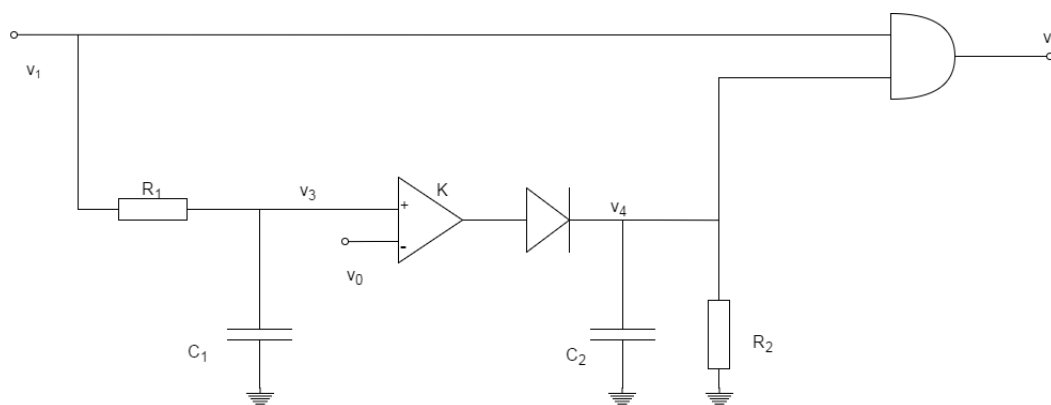 v
v₁
R₁
v₃
K
+
-
v₀
v₄
C₁
C₂
R₂